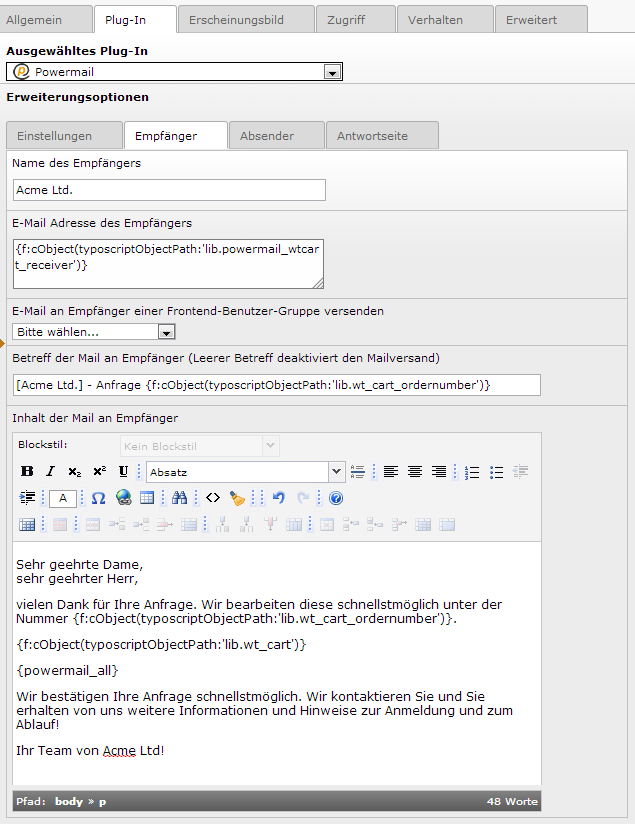 Allgemein Plug-In Erscheinungsbild Zugriff Verhalten Erweitert
Ausgewähltes Plug-In
Powermail
Erweiterungsoptionen
Einstellungen Empfänger Absender Antwortseite
Name des Empfängers
Acme Ltd.
E-Mail Adresse des Empfängers
{f:cObject(typoscriptObjectPath:'lib.powermail_wtcar
t_receiver')}
E-Mail an Empfänger einer Frontend-Benutzer-Gruppe versenden
Bitte wählen...
Betreff der Mail an Empfänger (Leerer Betreff deaktiviert den Mailversand)
[Acme Ltd.] - Anfrage {f:cObject(typoscriptObjectPath:'lib.wt_cart_ordernumber')}
Inhalt der Mail an Empfänger
Blockstil: Kein Blockstil
B I x₂ x² U Absatz
A
Sehr geehrte Dame,
sehr geehrter Herr,
vielen Dank für Ihre Anfrage. Wir bearbeiten diese schnellstmöglich unter der
Nummer {f:cObject(typoscriptObjectPath:'lib.wt_cart_ordernumber')}.
{f:cObject(typoscriptObjectPath:'lib.wt_cart')}
{powermail_all}
Wir bestätigen Ihre Anfrage schnellstmöglich. Wir kontaktieren Sie und Sie
erhalten von uns weitere Informationen und Hinweise zur Anmeldung und zum
Ablauf!
Ihr Team von Acme Ltd!
Pfad: body » p 48 Worte